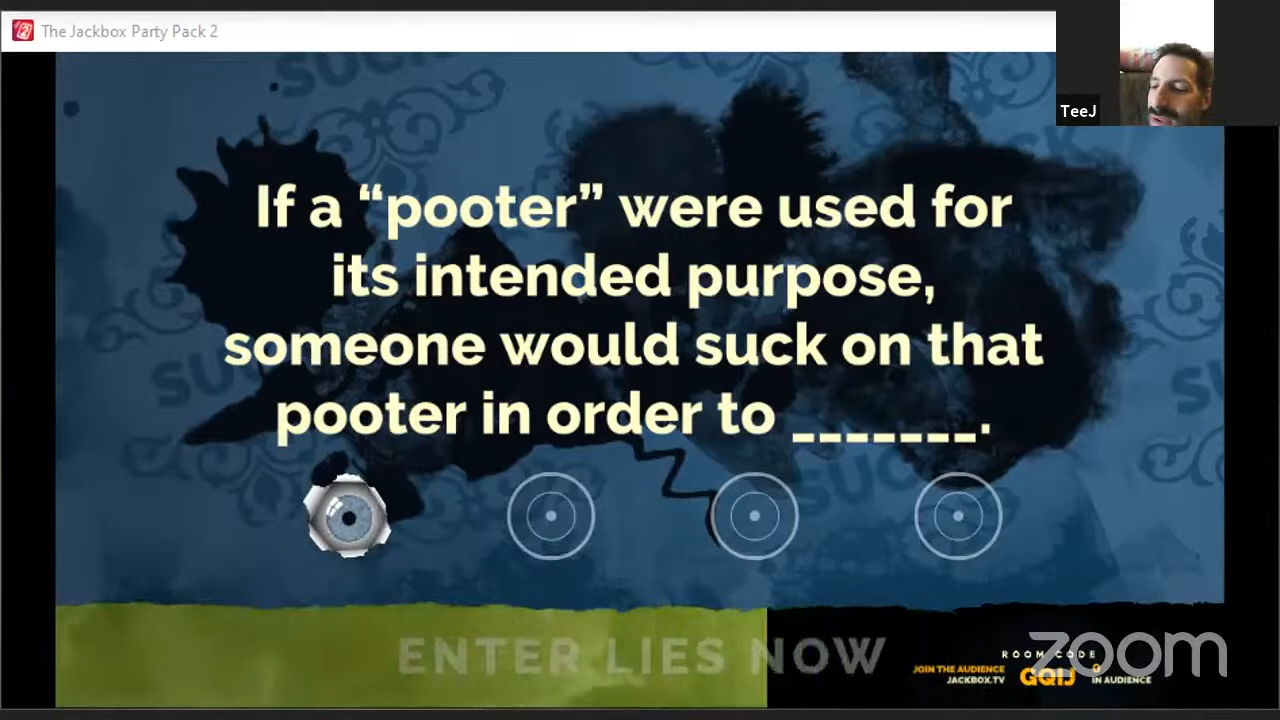 The Jackbox Party Pack 2
TeeJ
If a “pooter” were used for
its intended purpose,
someone would suck on that
pooter in order to _______.
ENTER LIES NOW
ROOM CODE
JOIN THE AUDIENCE
JACKBOX.TV
GQIJ
0
IN AUDIENCE
zoom